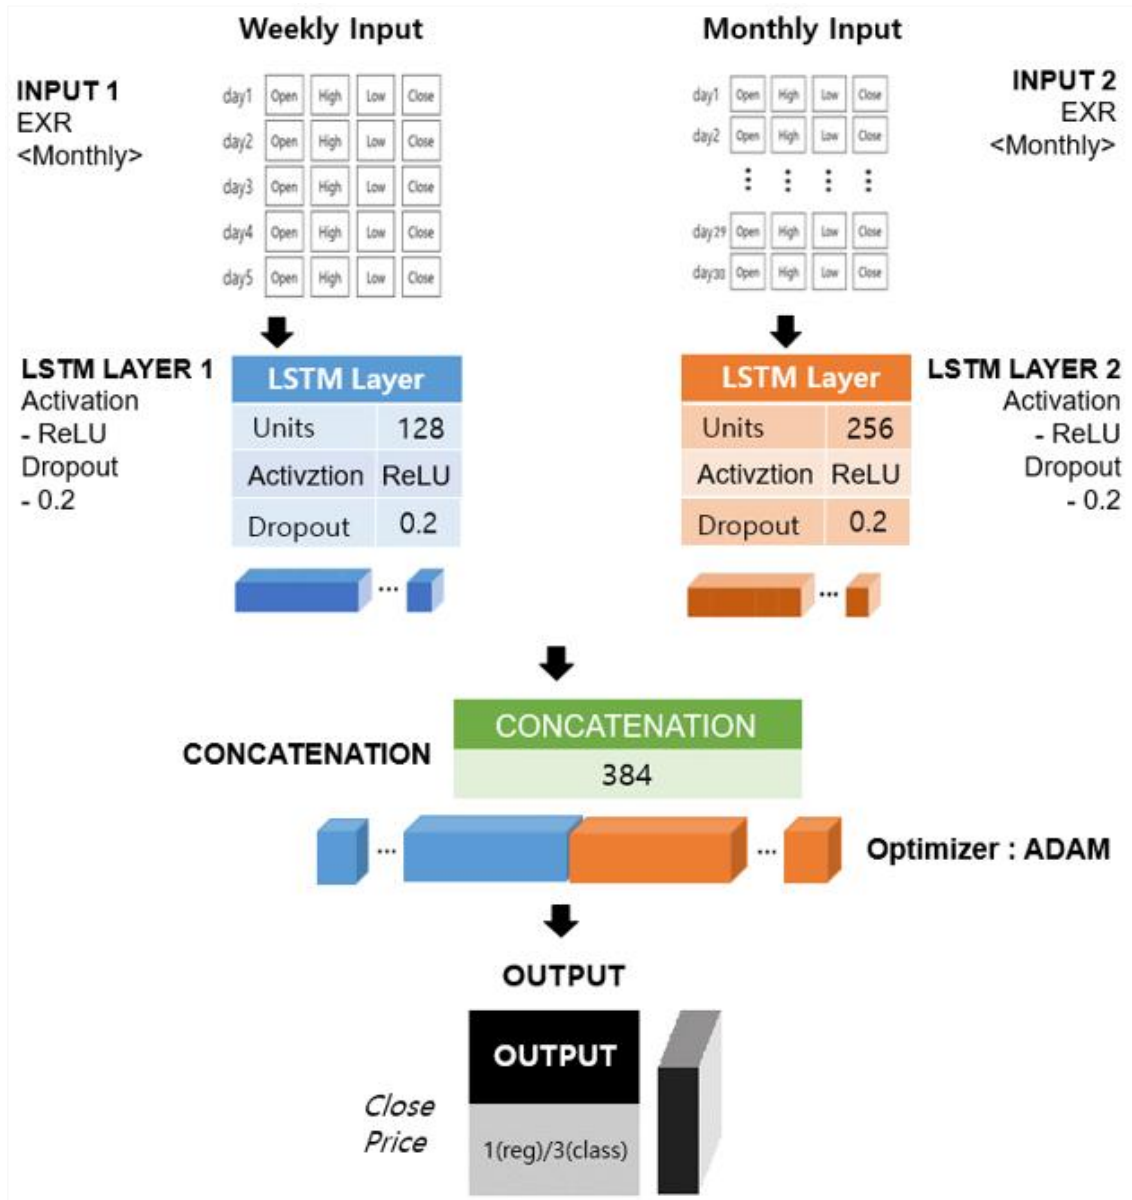 Weekly Input
Monthly Input
INPUT 1
EXR
<Monthly>
day1 Open High Low Close
day2 Open High Low Close
day3 Open High Low Close
day4 Open High Low Close
day5 Open High Low Close
day1 Open High Low Close
day2 Open High Low Close
day29 Open High Low Close
day30 Open High Low Close
INPUT 2
EXR
<Monthly>
LSTM LAYER 1
Activation
- ReLU
Dropout
- 0.2
LSTM Layer
Units 128
Activztion ReLU
Dropout 0.2
...
LSTM Layer
Units 256
Activztion ReLU
Dropout 0.2
...
LSTM LAYER 2
Activation
- ReLU
Dropout
- 0.2
CONCATENATION
CONCATENATION
384
... ...
Optimizer : ADAM
OUTPUT
OUTPUT
Close
Price
1(reg)/3(class)